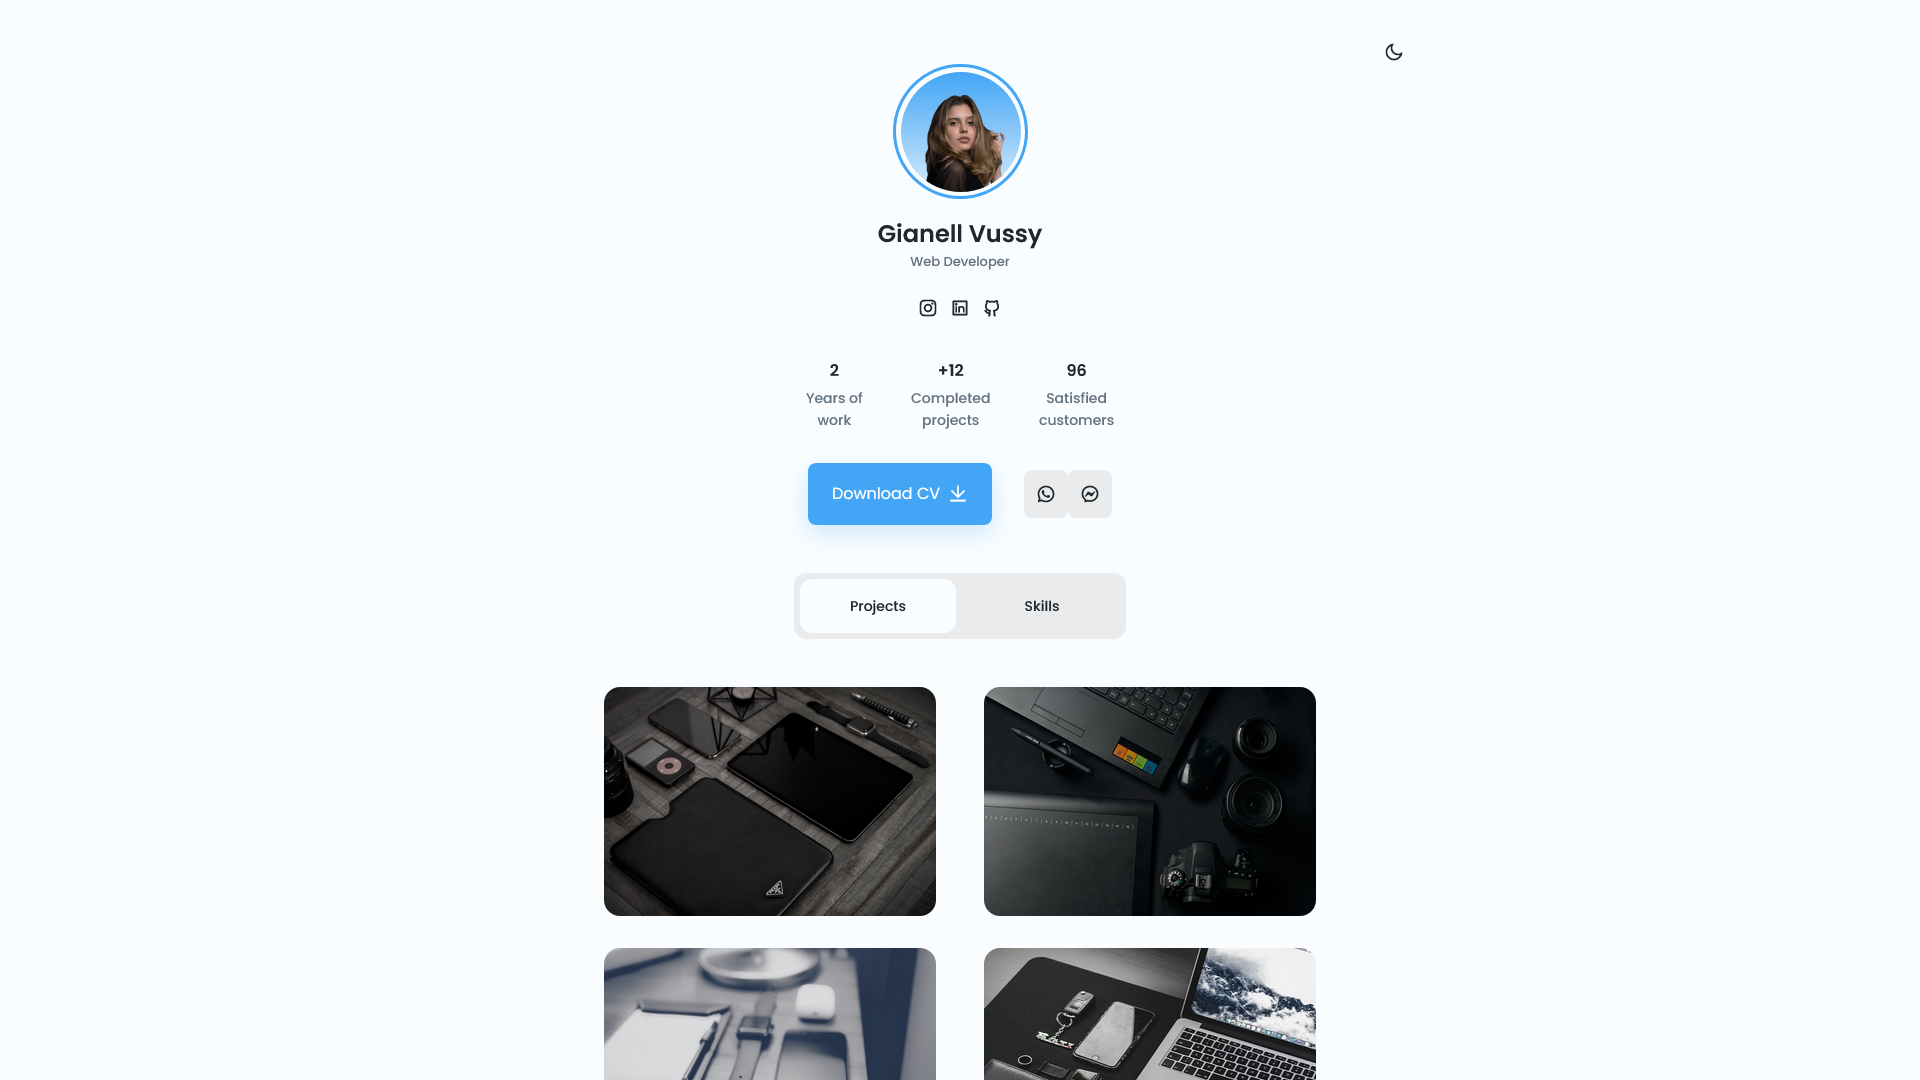 Gianell Vussy
Web Developer
2
Years of
work
+12
Completed
projects
96
Satisfied
customers
Download CV
Projects
Skills